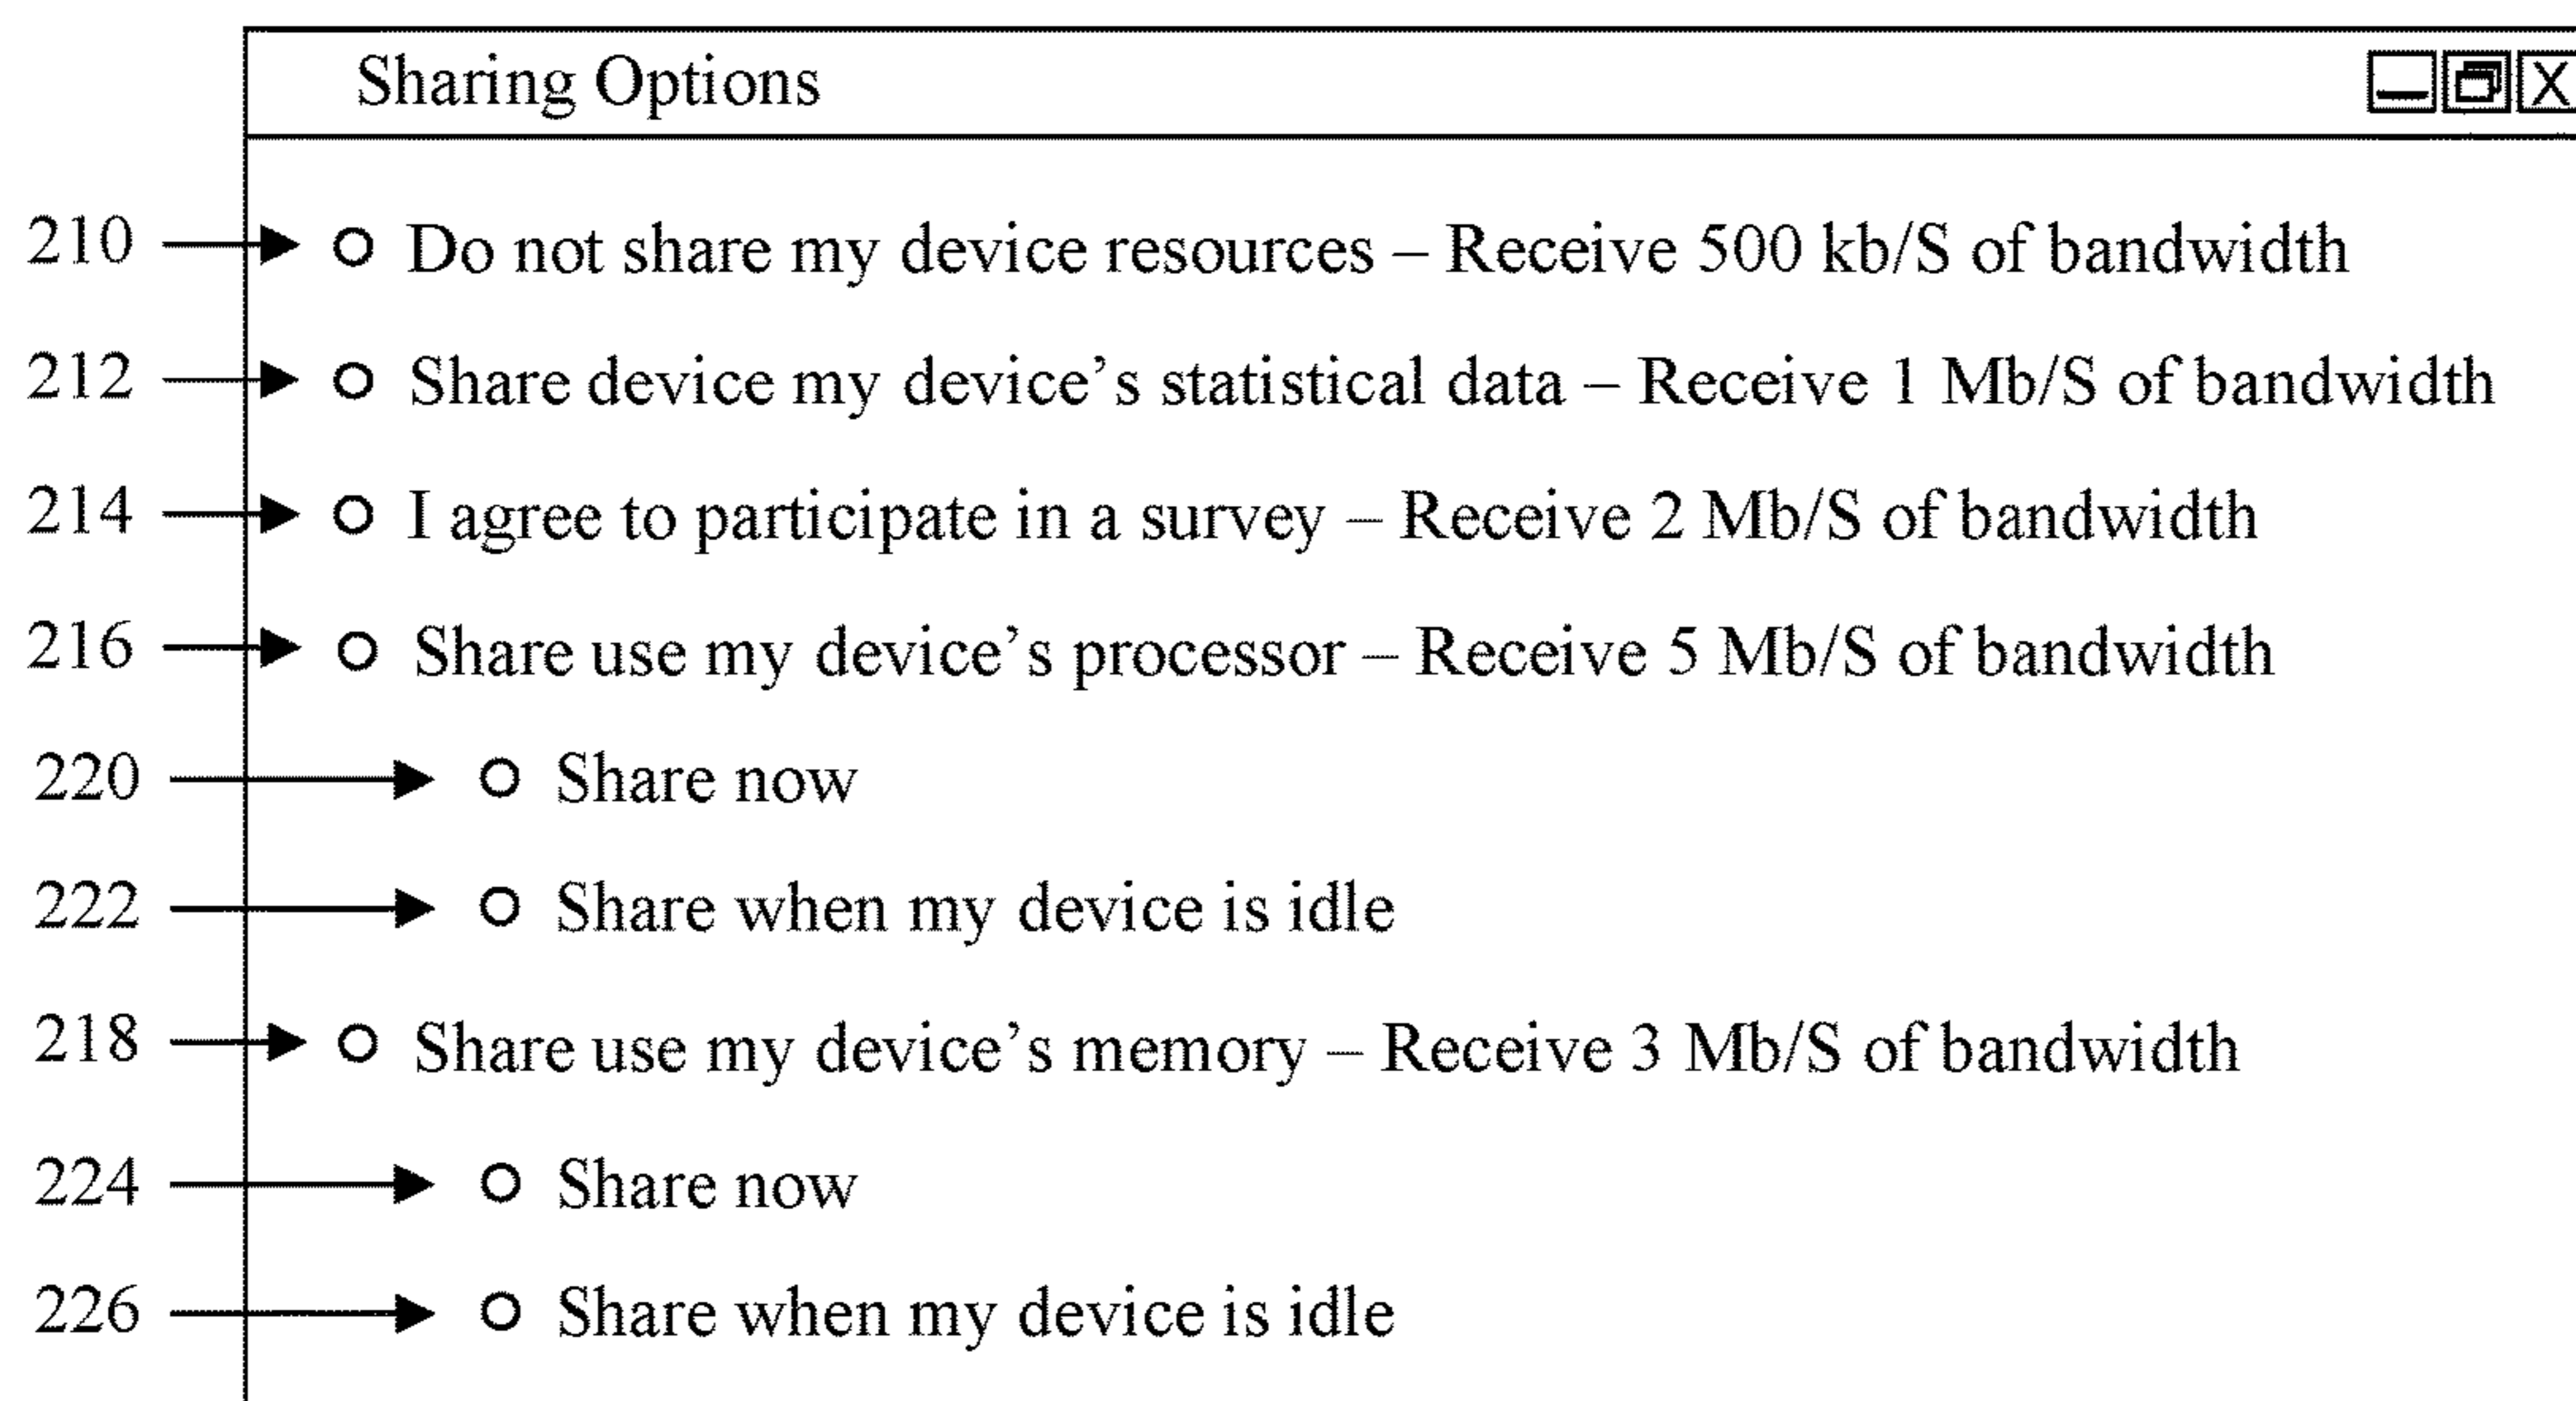 Sharing Options X
210 Do not share my device resources – Receive 500 kb/S of bandwidth
212 Share device my device's statistical data – Receive 1 Mb/S of bandwidth
214 I agree to participate in a survey – Receive 2 Mb/S of bandwidth
216 Share use my device's processor – Receive 5 Mb/S of bandwidth
220 Share now
222 Share when my device is idle
218 Share use my device's memory – Receive 3 Mb/S of bandwidth
224 Share now
226 Share when my device is idle